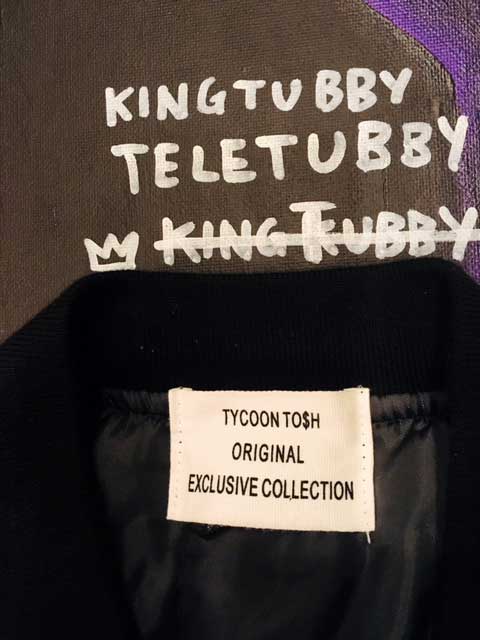 KINGTUBBY
TELETUBBY
KING TUBBY
TYCOON TO$H
ORIGINAL
EXCLUSIVE COLLECTION